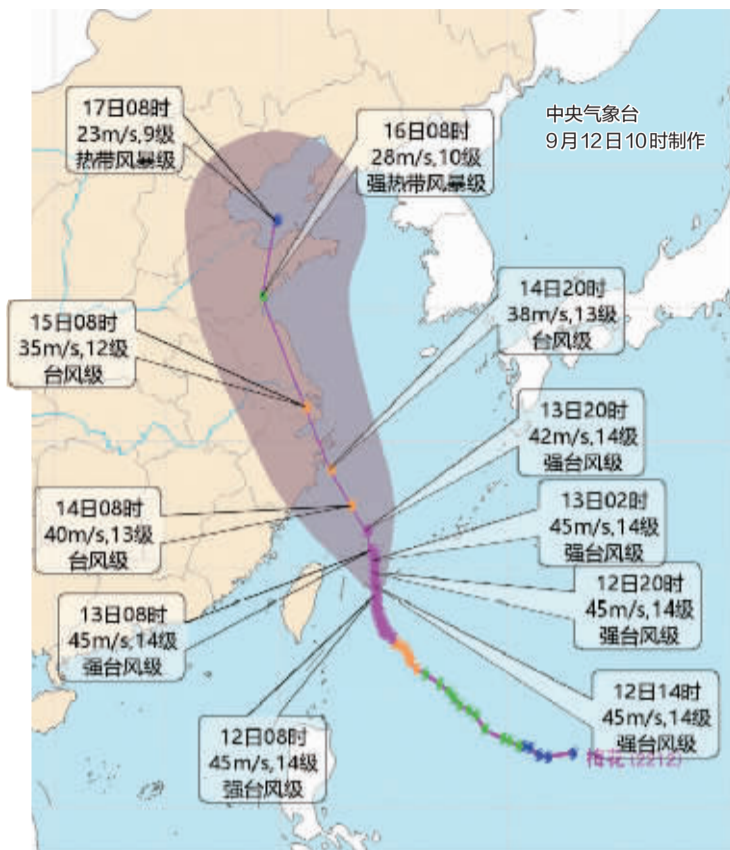 17日08时
23m/s,9级
热带风暴级
16日08时
28m/s,10级
强热带风暴级
中央气象台
9月12日10时制作
14日20时
38m/s,13级
台风级
15日08时
35m/s,12级
台风级
13日20时
42m/s,14级
强台风级
14日08时
40m/s,13级
台风级
13日02时
45m/s,14级
强台风级
12日20时
45m/s,14级
强台风级
13日08时
45m/s,14级
强台风级
12日14时
45m/s,14级
强台风级
12日08时
45m/s,14级
强台风级
梅花(2212)